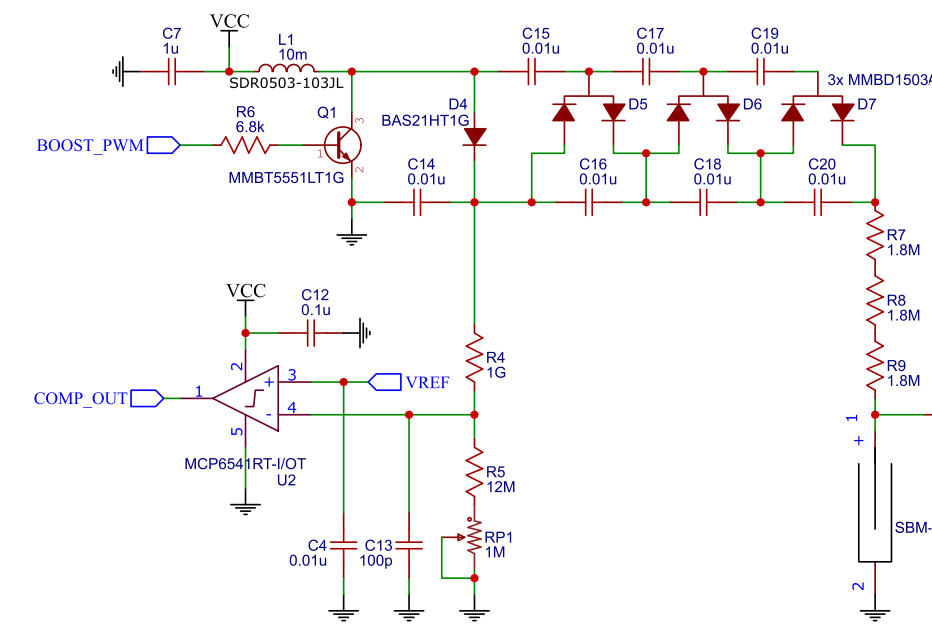 VCC
C7
1u
L1
10m
SDR0503-103JL
C15
0.01u
C17
0.01u
C19
0.01u
3x MMBD1503A
R6
6.8k
Q1
3
D4
BAS21HT1G
D5
D6
D7
BOOST_PWM
1
2
MMBT5551LT1G
C14
0.01u
C16
0.01u
C18
0.01u
C20
0.01u
R7
1.8M
VCC
C12
0.1u
R8
1.8M
R4
1G
R9
1.8M
2
3
+
VREF
COMP_OUT
1
4
-
5
1
+
MCP6541RT-I/OT
U2
R5
12M
SBM-
C4
0.01u
C13
100p
RP1
1M
2